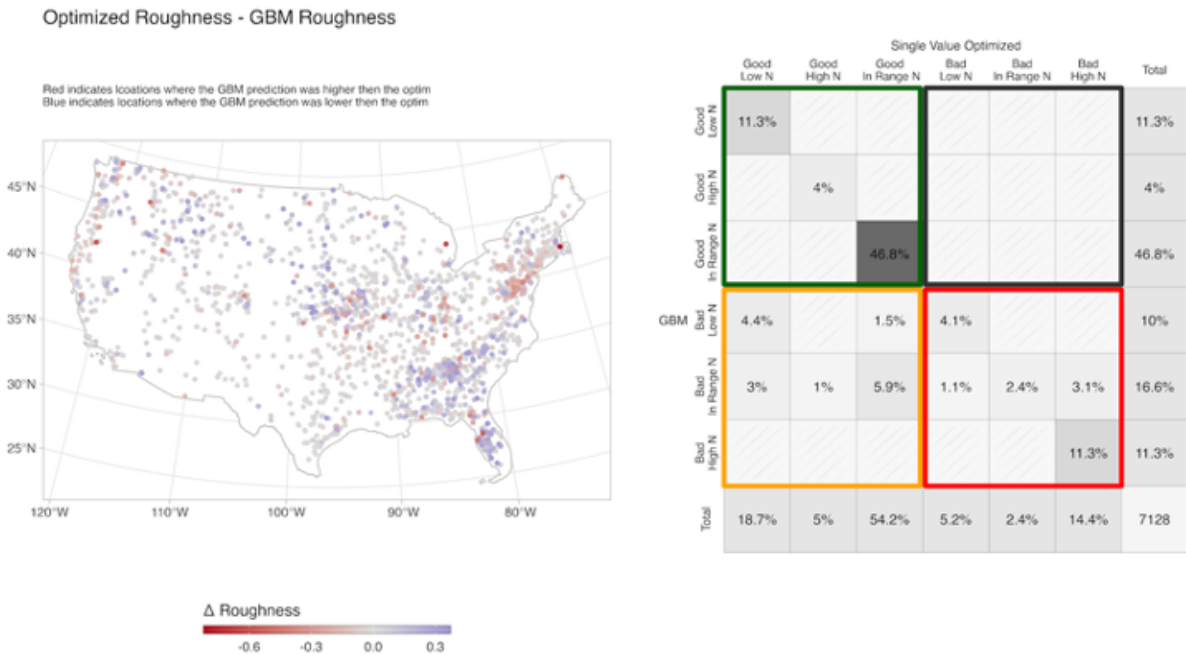 Optimized Roughness - GBM Roughness
Red indicates locations where the GBM prediction was higher then the optim
Blue indicates locations where the GBM prediction was lower then the optim
45°N
40°N
35°N
30°N
25°N
120°W 110°W 100°W 90°W 80°W
Δ Roughness
-0.6 -0.3 0.0 0.3
Single Value Optimized
Good Good Good Bad Bad Bad
Low N High N In Range N Low N In Range N High N Total
Good Low N 11.3% 11.3%
Good High N 4% 4%
Good In Range N 46.8% 46.8%
GBM Bad Low N 4.4% 1.5% 4.1% 10%
Bad In Range N 3% 1% 5.9% 1.1% 2.4% 3.1% 16.6%
Bad High N 11.3% 11.3%
Total 18.7% 5% 54.2% 5.2% 2.4% 14.4% 7128